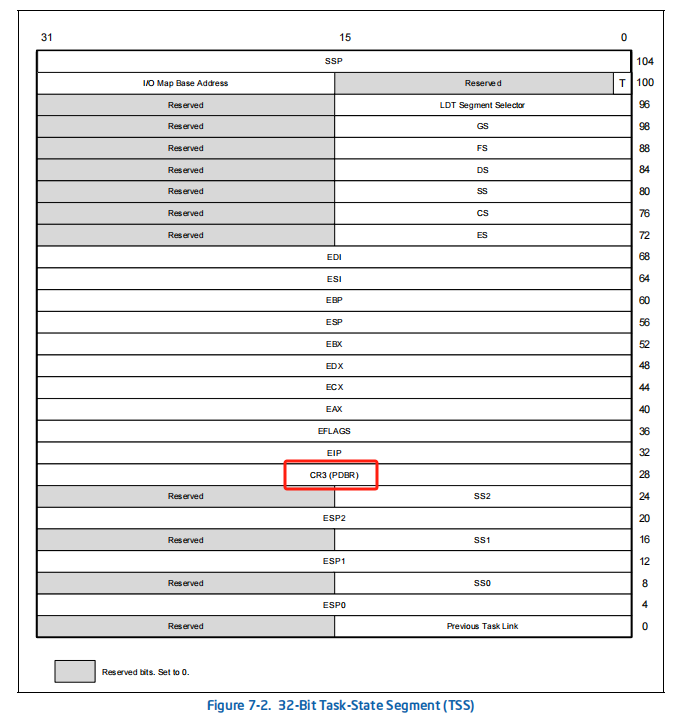 31 15 0
SSP 104
I/O Map Base Address Reserved T 100
Reserved LDT Segment Selector 96
Reserved GS 98
Reserved FS 88
Reserved DS 84
Reserved SS 80
Reserved CS 76
Reserved ES 72
EDI 68
ESI 64
EBP 60
ESP 56
EBX 52
EDX 48
ECX 44
EAX 40
EFLAGS 36
EIP 32
CR3 (PDBR) 28
Reserved SS2 24
ESP2 20
Reserved SS1 16
ESP1 12
Reserved SS0 8
ESP0 4
Reserved Previous Task Link 0
Reserved bits. Set to 0.
Figure 7-2. 32-Bit Task-State Segment (TSS)